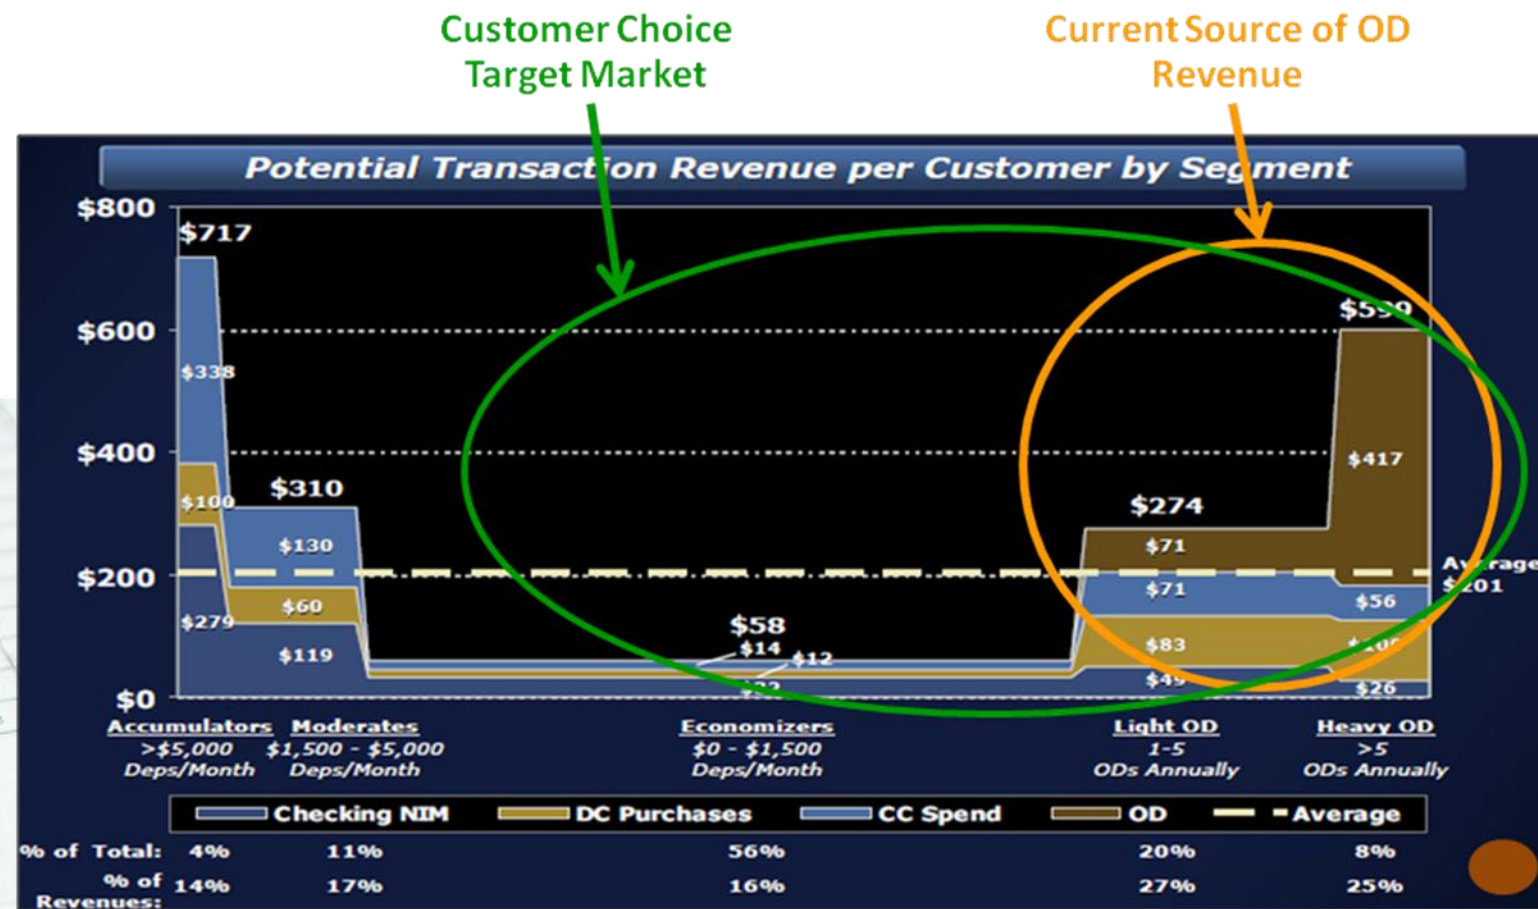 Customer Choice
Target Market
Current Source of OD
Revenue
Potential Transaction Revenue per Customer by Segment
$800
$717
$600
$599
$338
$400
$417
$310
$100
$274
$130
$71
Average
$201
$200
$71
$56
$60
$58
$279
$14
$12
$83
$119
$49
$26
$0
Accumulators
>$5,000
Deps/Month
Moderates
$1,500 - $5,000
Deps/Month
Economizers
$0 - $1,500
Deps/Month
Light OD
1-5
ODs Annually
Heavy OD
>5
ODs Annually
Checking NIM DC Purchases CC Spend OD Average
% of Total: 4% 11% 56% 20% 8%
% of
Revenues: 14% 17% 16% 27% 25%